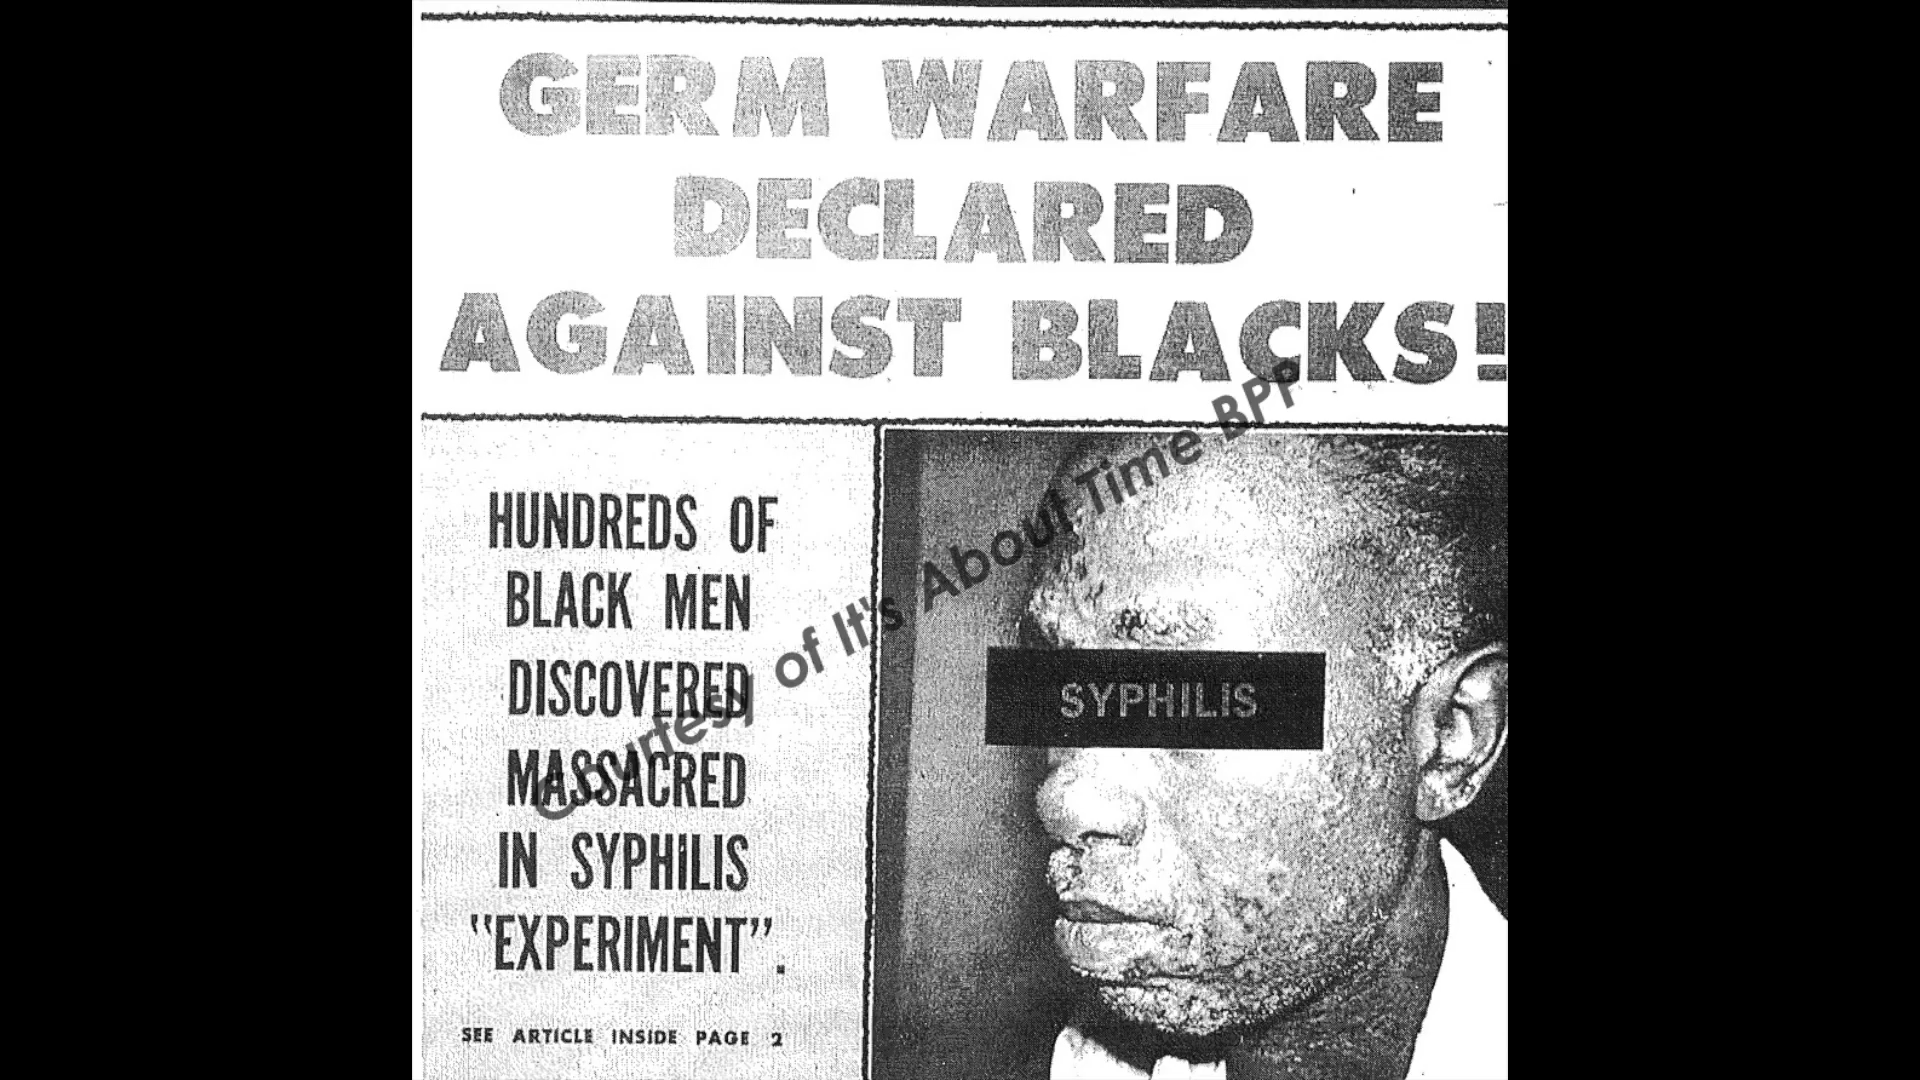 GERM WARFARE
DECLARED
AGAINST BLACKS!
HUNDREDS OF
BLACK MEN
DISCOVERED
MASSACRED
IN SYPHILIS
"EXPERIMENT".
SEE ARTICLE INSIDE PAGE 2
SYPHILIS
Courtesy of It's About Time BPP